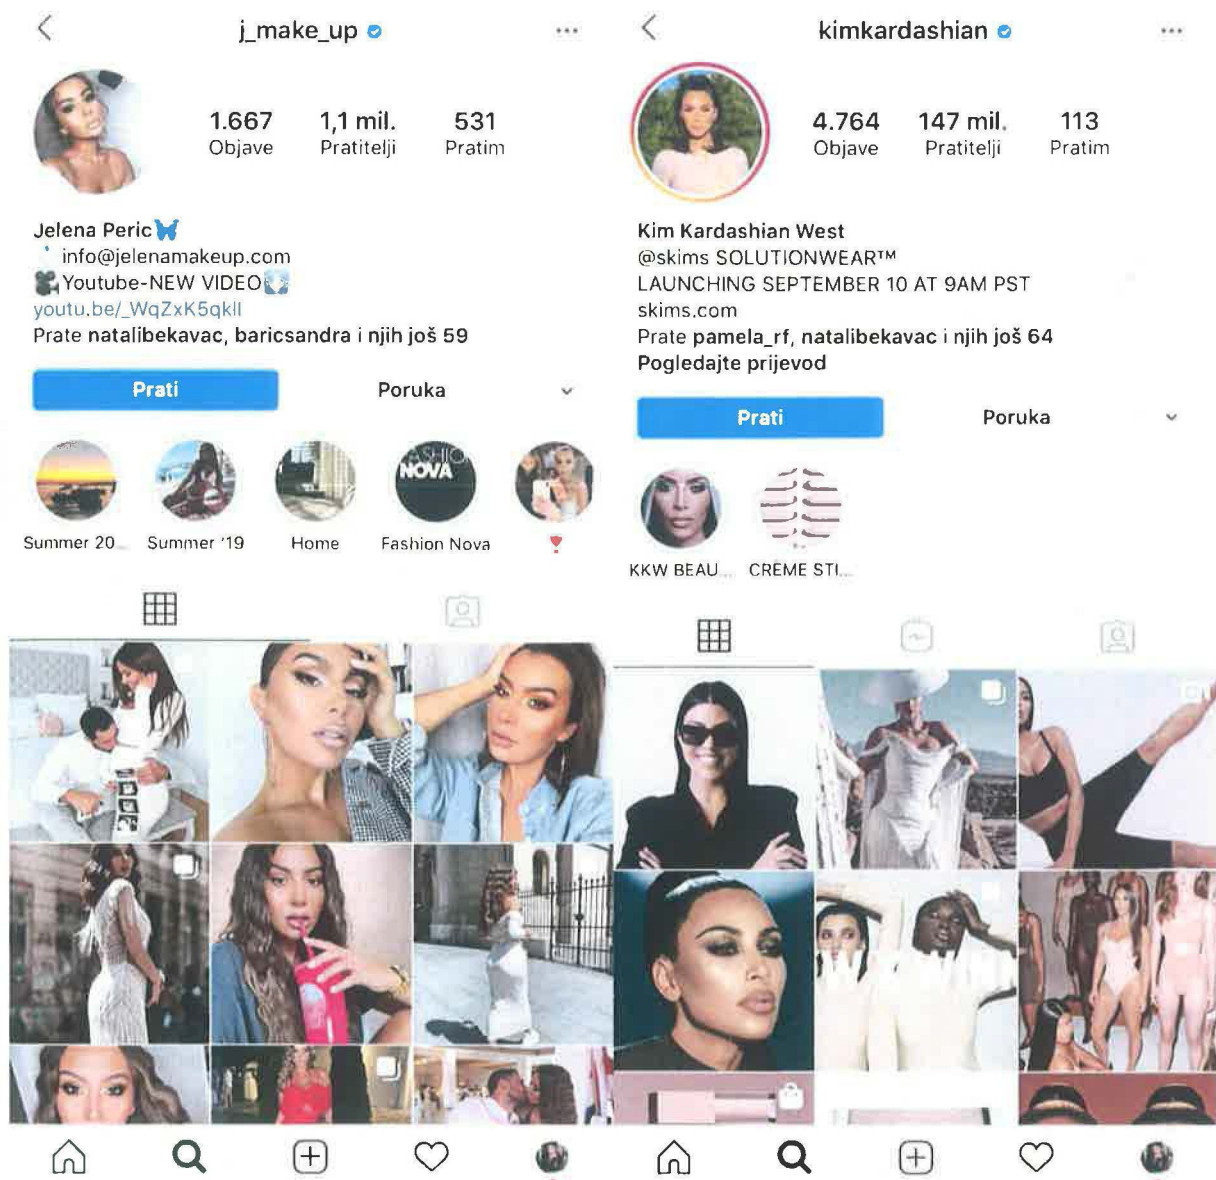 j_make_up
1.667 1,1 mil. 531
Objave Pratitelji Pratim
Jelena Peric
info@jelenamakeup.com
Youtube-NEW VIDEO
youtu.be/_WqZxK5qkII
Prate natalibekavac, baricsandra i njih još 59
Prati Poruka
FASHIO
NOVA
Summer 20... Summer '19 Home Fashion Nova
kimkardashian
4.764 147 mil. 113
Objave Pratitelji Pratim
Kim Kardashian West
@skims SOLUTIONWEAR™
LAUNCHING SEPTEMBER 10 AT 9AM PST
skims.com
Prate pamela_rf, natalibekavac i njih još 64
Pogledajte prijevod
Prati Poruka
KKW BEAU... CRÈME STI...